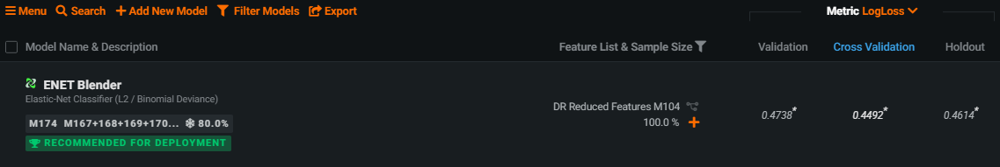 Menu Search Add New Model Filter Models Export Metric LogLoss
Model Name & Description Feature List & Sample Size Validation Cross Validation Holdout
ENET Blender
Elastic-Net Classifier (L2 / Binomial Deviance)
DR Reduced Features M104
0.4738* 0.4492* 0.4614*
M174 M167+168+169+170... 80.0% 100.0 %
RECOMMENDED FOR DEPLOYMENT